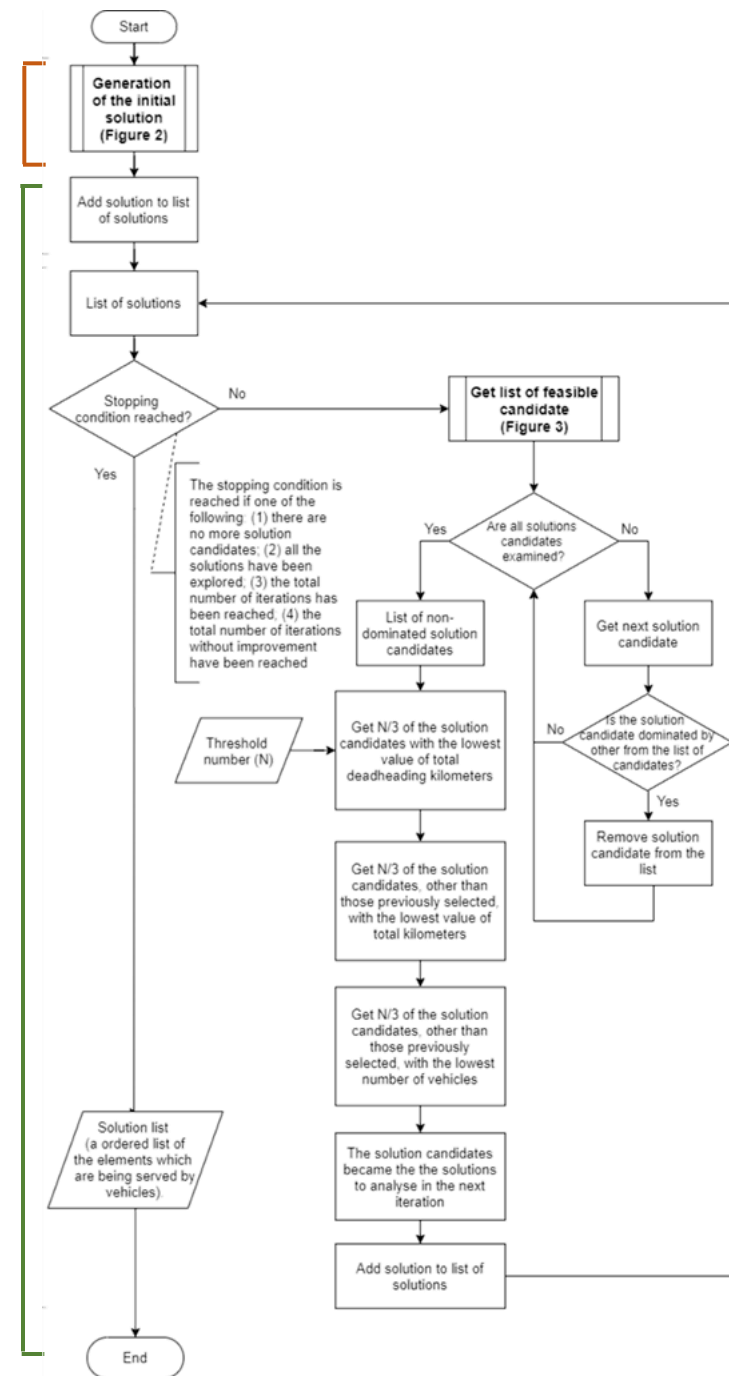 Start
Generation
of the initial
solution
(Figure 2)
Add solution to list
of solutions
List of solutions
Stopping
condition reached?
No
Yes
The stopping condition is
reached if one of the
following: (1) there are
no more solution
candidates; (2) all the
solutions have been
explored; (3) the total
number of iterations has
been reached, (4) the
total number of iterations
without improvement
have been reached
Get list of feasible
candidate
(Figure 3)
Are all solutions
candidates
examined?
Yes
No
List of non-
dominated solution
candidates
Get next solution
candidate
Is the solution
candidate dominated by
other from the list of
candidates?
No
Yes
Remove solution
candidate from the
list
Threshold
number (N)
Get N/3 of the solution
candidates with the lowest
value of total
deadheading kilometers
Get N/3 of the solution
candidates, other than
those previously selected,
with the lowest value of
total kilometers
Get N/3 of the solution
candidates, other than
those previously
selected, with the lowest
number of vehicles
The solution candidates
became the the solutions
to analyse in the next
iteration
Add solution to list of
solutions
Solution list
(a ordered list of
the elements which
are being served by
vehicles).
End